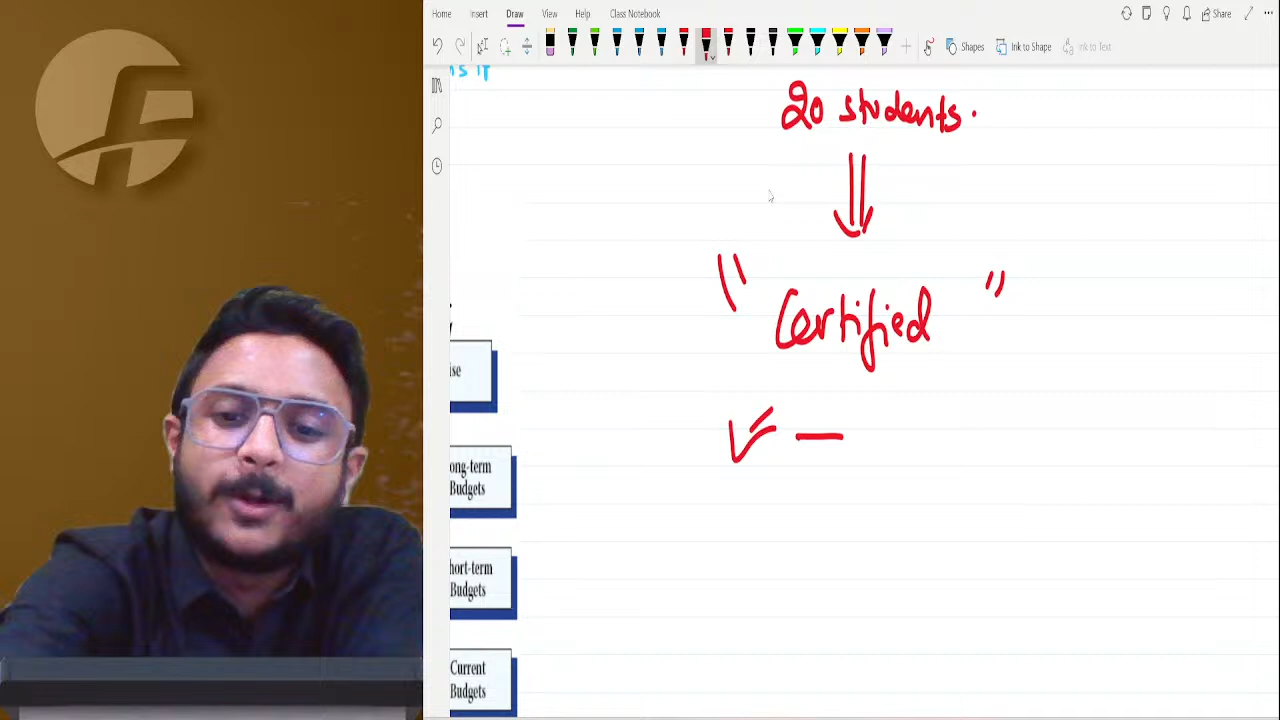 Home Insert Draw View Help Class Notebook Share
Shapes Ink to Shape Ink to Text
20 students.
" Certified "
ong-term
Budgets
hort-term
Budgets
Current
Budgets